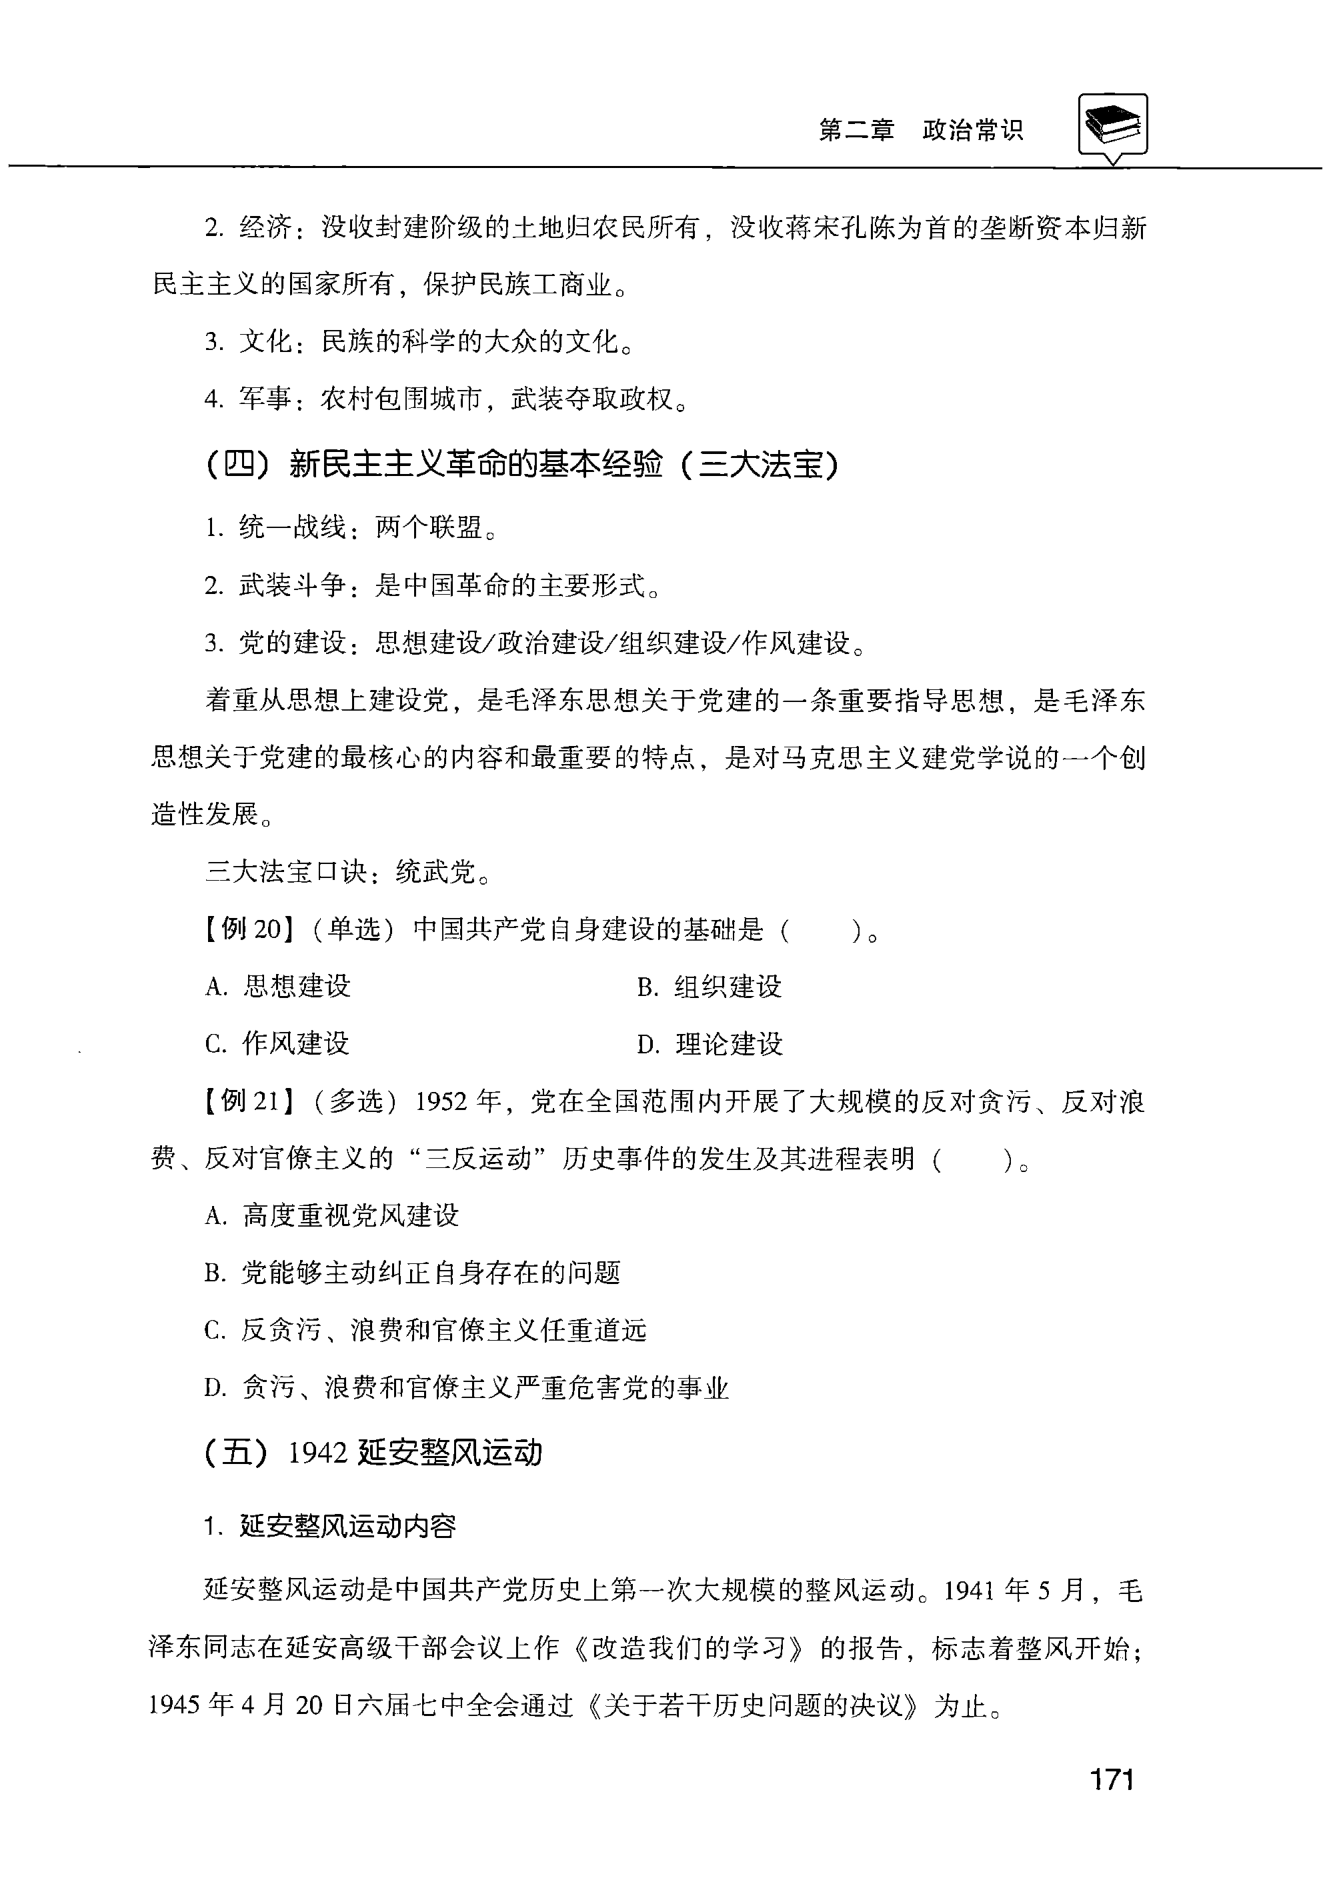 第二章 政治常识
2. 经济：没收封建阶级的土地归农民所有，没收蒋宋孔陈为首的垄断资本归新
民主主义的国家所有，保护民族工商业。
3. 文化：民族的科学的大众的文化。
4. 军事：农村包围城市，武装夺取政权。
（四）新民主主义革命的基本经验（三大法宝）
1. 统一战线：两个联盟。
2. 武装斗争：是中国革命的主要形式。
3. 党的建设：思想建设/政治建设/组织建设/作风建设。
着重从思想上建设党，是毛泽东思想关于党建的一条重要指导思想，是毛泽东
思想关于党建的最核心的内容和最重要的特点，是对马克思主义建党学说的一个创
造性发展。
三大法宝口诀：统武党。
【例 20】（单选）中国共产党自身建设的基础是（　　）。
A. 思想建设 B. 组织建设
C. 作风建设 D. 理论建设
【例 21】（多选）1952 年，党在全国范围内开展了大规模的反对贪污、反对浪
费、反对官僚主义的“三反运动”历史事件的发生及其进程表明（　　）。
A. 高度重视党风建设
B. 党能够主动纠正自身存在的问题
C. 反贪污、浪费和官僚主义任重道远
D. 贪污、浪费和官僚主义严重危害党的事业
（五）1942 延安整风运动
1. 延安整风运动内容
延安整风运动是中国共产党历史上第一次大规模的整风运动。1941 年 5 月，毛
泽东同志在延安高级干部会议上作《改造我们的学习》的报告，标志着整风开始；
1945 年 4 月 20 日六届七中全会通过《关于若干历史问题的决议》为止。
171